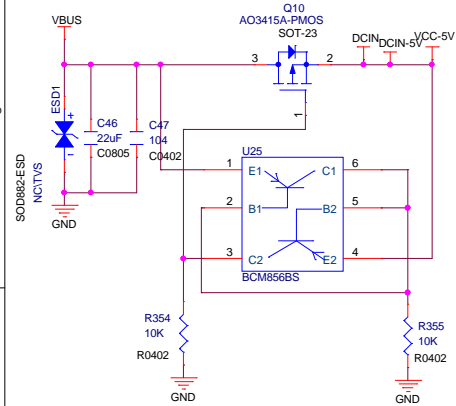 Q10
AO3415A-PMOS
SOT-23
VBUS
DCIN
DCIN-5V
VCC-5V
3
2
1
ESD1
+
-
SOD882-ESD
NC\TVS
C46
22uF
C0805
C47
104
C0402
GND
U25
1
E1
C1
6
2
B1
B2
5
3
C2
E2
4
BCM856BS
R354
10K
R0402
GND
R355
10K
R0402
GND